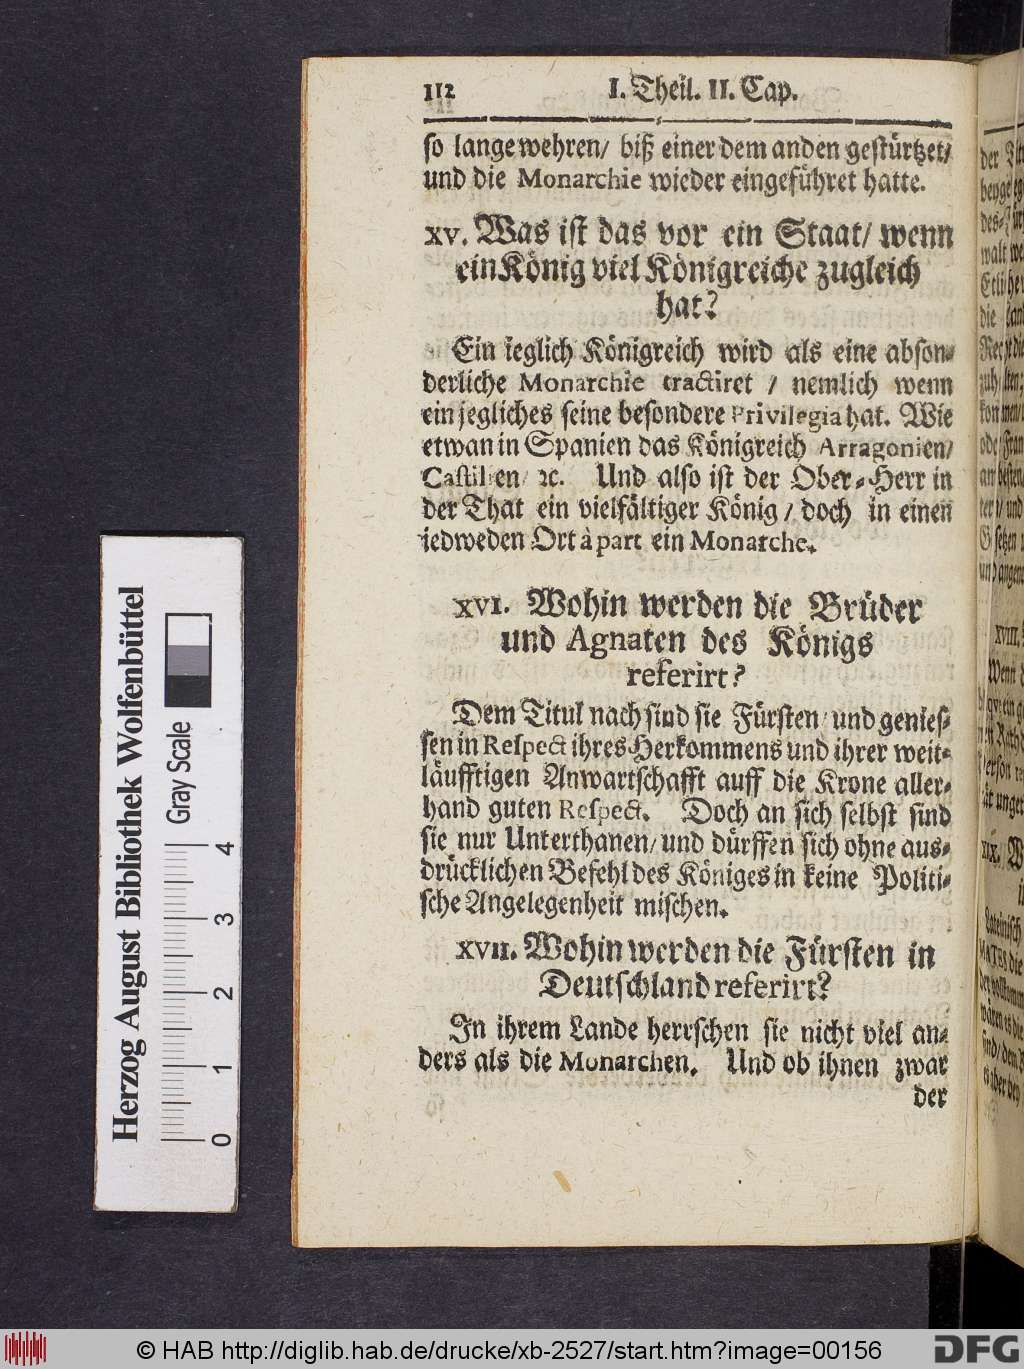 112 I. Theil. II. Cap.
so lange wehren/ biß einer dem anden gestürtzet/
und die Monarchie wieder eingeführet hatte.
XV. Was ist das vor ein Staat/ wenn
ein König viel Königreiche zugleich
hat?
Ein ieglich Königreich wird als eine abson-
derliche Monarchie tractiret / nemlich wenn
ein jegliches seine besondere Privilegia hat. Wie
etwan in Spanien das Königreich Arragonien/
Castilien/ ꝛc. Und also ist der Ober-Herr in
der That ein vielfältiger König / doch in einen
iedweden Ort à part ein Monarche.
XVI. Wohin werden die Brüder
und Agnaten des Königs
referirt?
Dem Titul nach sind sie Fürsten/ und genies-
sen in Respect ihres Herkommens und ihrer weit-
läufftigen Anwartschafft auff die Krone aller-
hand guten Respect. Doch an sich selbst sind
sie nur Unterthanen/ und dürffen sich ohne aus-
drücklichen Befehl des Königes in keine Politi-
sche Angelegenheit mischen.
XVII. Wohin werden die Fürsten in
Deutschland referirt?
In ihrem Lande herrschen sie nicht viel an-
ders als die Monarchen. Und ob ihnen zwar
der
Herzog August Bibliothek Wolfenbüttel
Gray Scale
0 1 2 3 4
© HAB http://diglib.hab.de/drucke/xb-2527/start.htm?image=00156
DFG